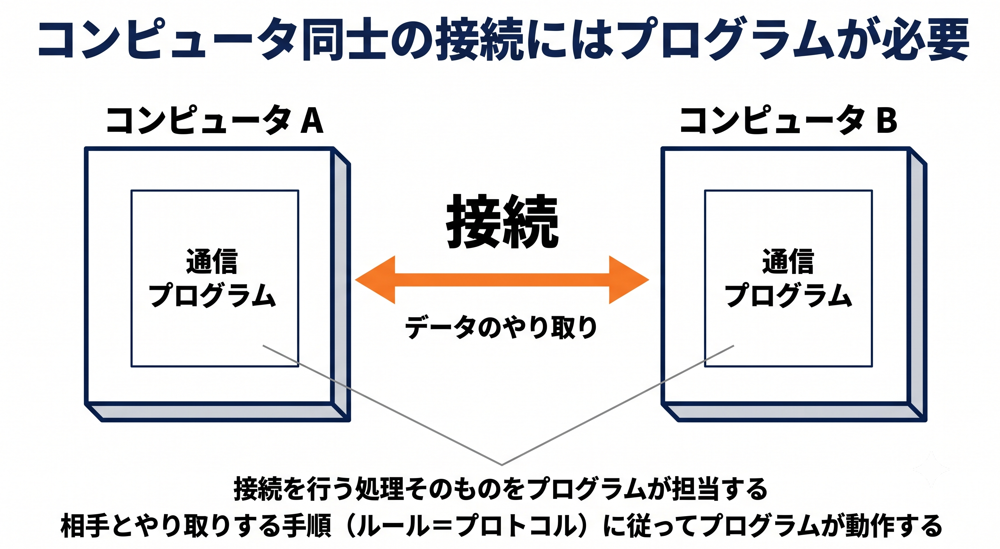 コンピュータ同士の接続にはプログラムが必要
コンピュータ A
コンピュータ B
通信
プログラム
接続
データのやり取り
通信
プログラム
接続を行う処理そのものをプログラムが担当する
相手とやり取りする手順（ルール＝プロトコル）に従ってプログラムが動作する